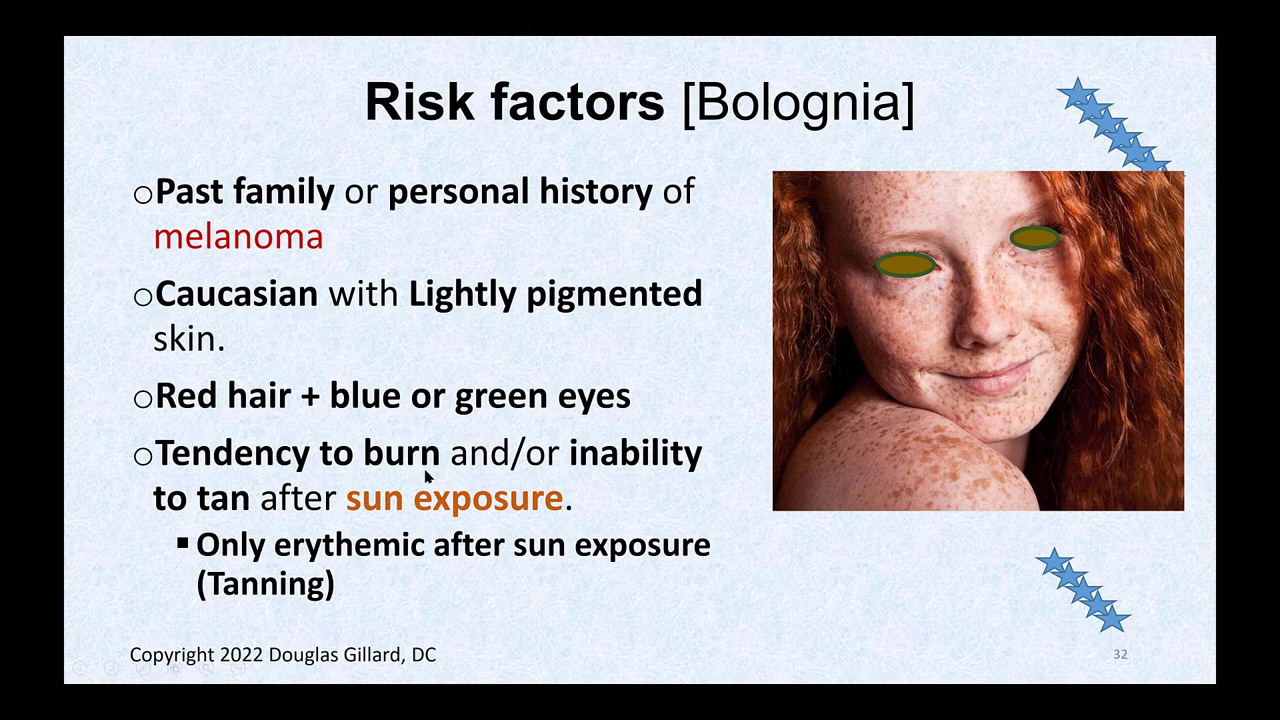 Risk factors [Bolognia]
○Past family or personal history of
melanoma
○Caucasian with Lightly pigmented
skin.
○Red hair + blue or green eyes
○Tendency to burn and/or inability
to tan after sun exposure.
▪Only erythemic after sun exposure
(Tanning)
Copyright 2022 Douglas Gillard, DC
32